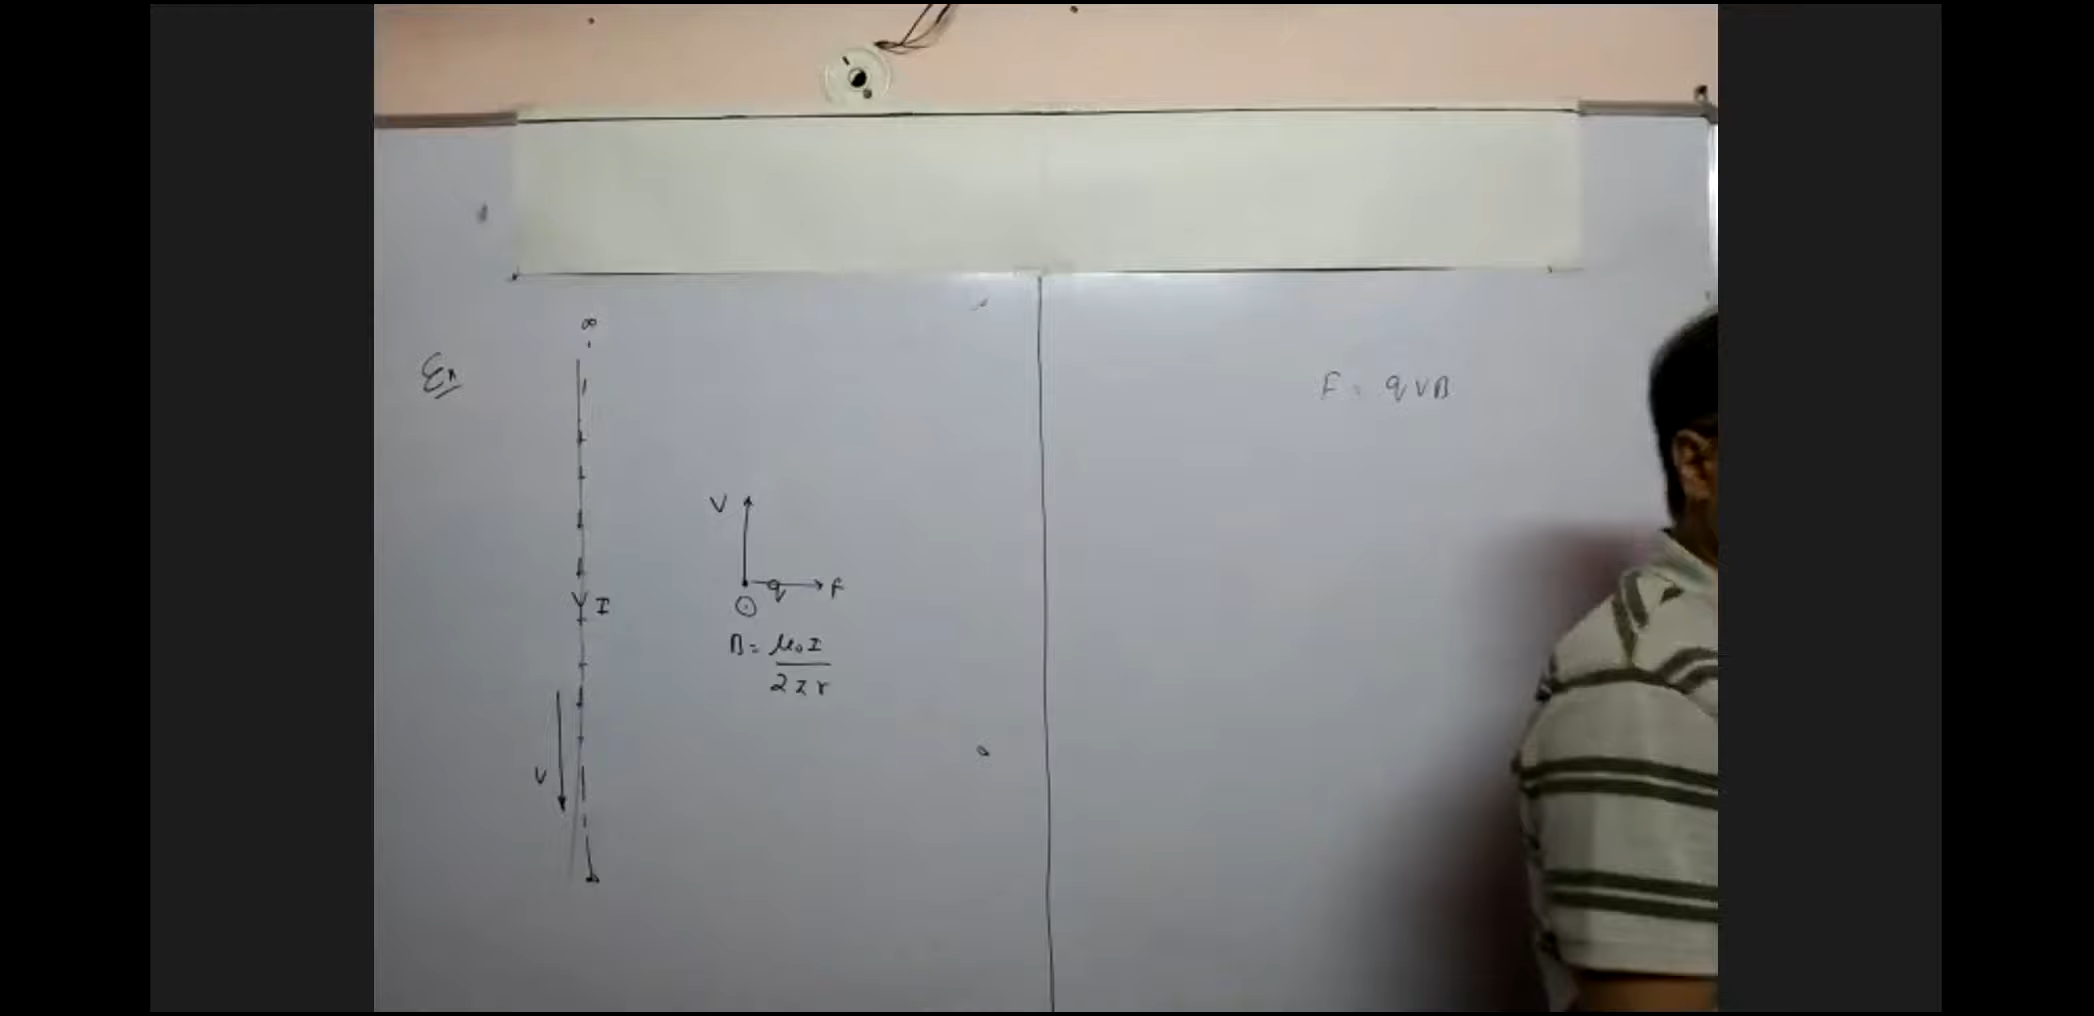 ∞
Ex
F = qVB
V
q F
I
B = μ₀I
2πr
V